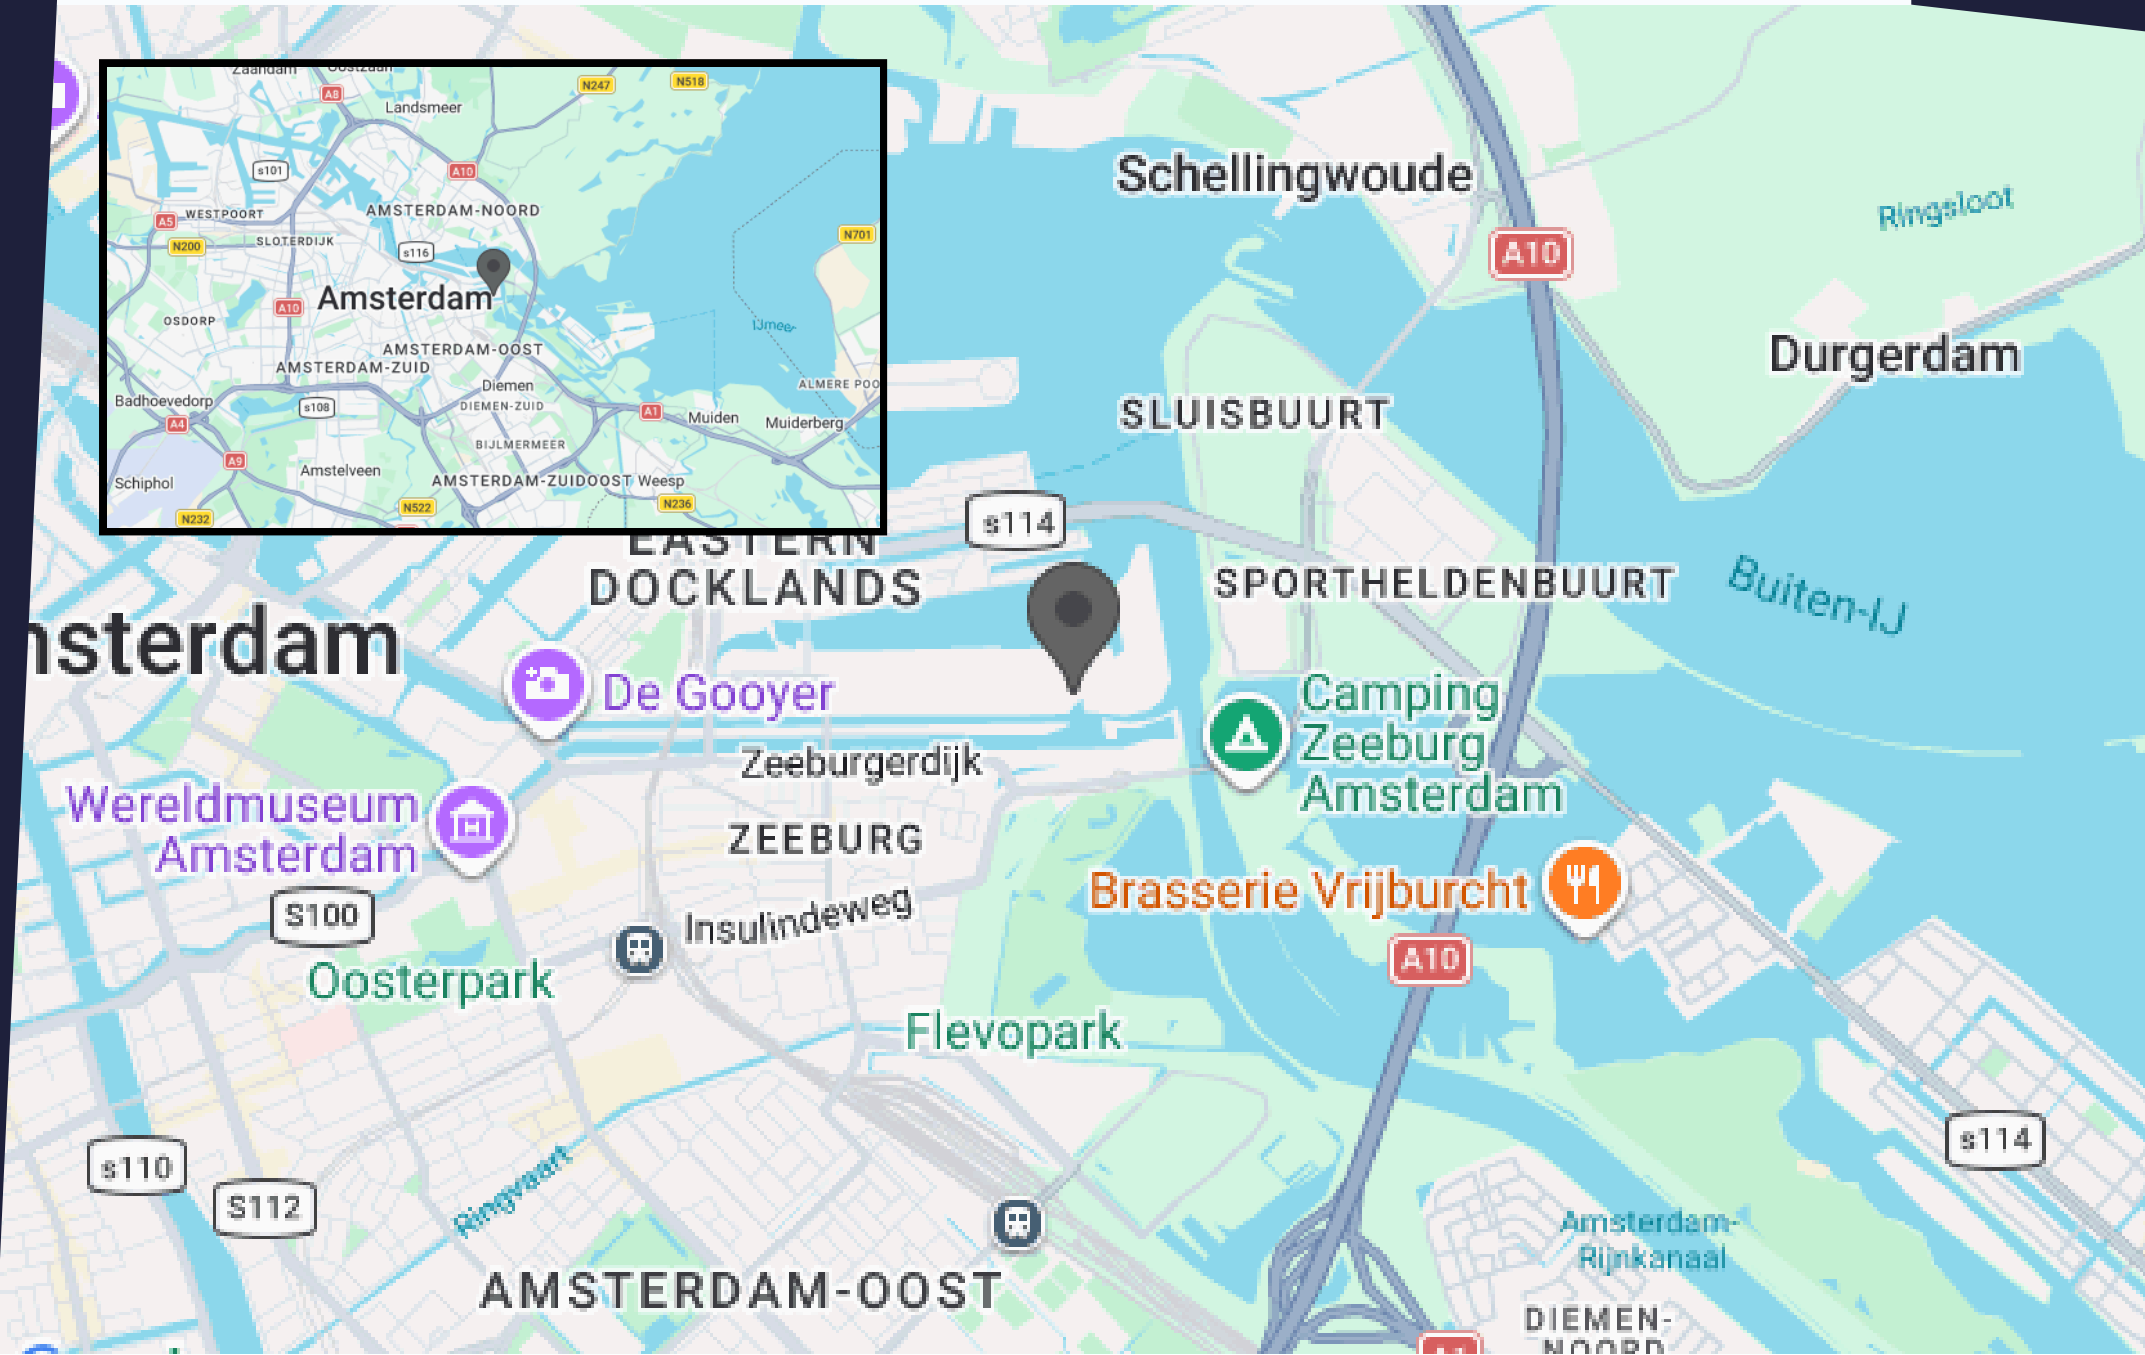 Zaandam
Oostzaan
A8
Landsmeer
N247
N518
s101
A10
A5
WESTPOORT
AMSTERDAM-NOORD
N200
SLOTERDIJK
s116
N701
Amsterdam
A10
OSDORP
IJmeer
AMSTERDAM-OOST
AMSTERDAM-ZUID
Diemen
ALMERE POO
Badhoevedorp
s108
DIEMEN-ZUID
A4
A1
Muiden
Muiderberg
BIJLMERMEER
A9
Amstelveen
Schiphol
AMSTERDAM-ZUIDOOST
Weesp
N232
N522
N236
Schellingwoude
Ringsloot
A10
Durgerdam
SLUISBUURT
s114
EASTERN
DOCKLANDS
SPORTHELDENBUURT
Buiten-IJ
nsterdam
De Gooyer
Camping
Zeeburg
Amsterdam
Zeeburgerdijk
Wereldmuseum
Amsterdam
ZEEBURG
Brasserie Vrijburcht
S100
Insulindeweg
A10
Oosterpark
Flevopark
s110
S112
Ringvaart
s114
Amsterdam-
Rijnkanaal
AMSTERDAM-OOST
DIEMEN-
NOORD